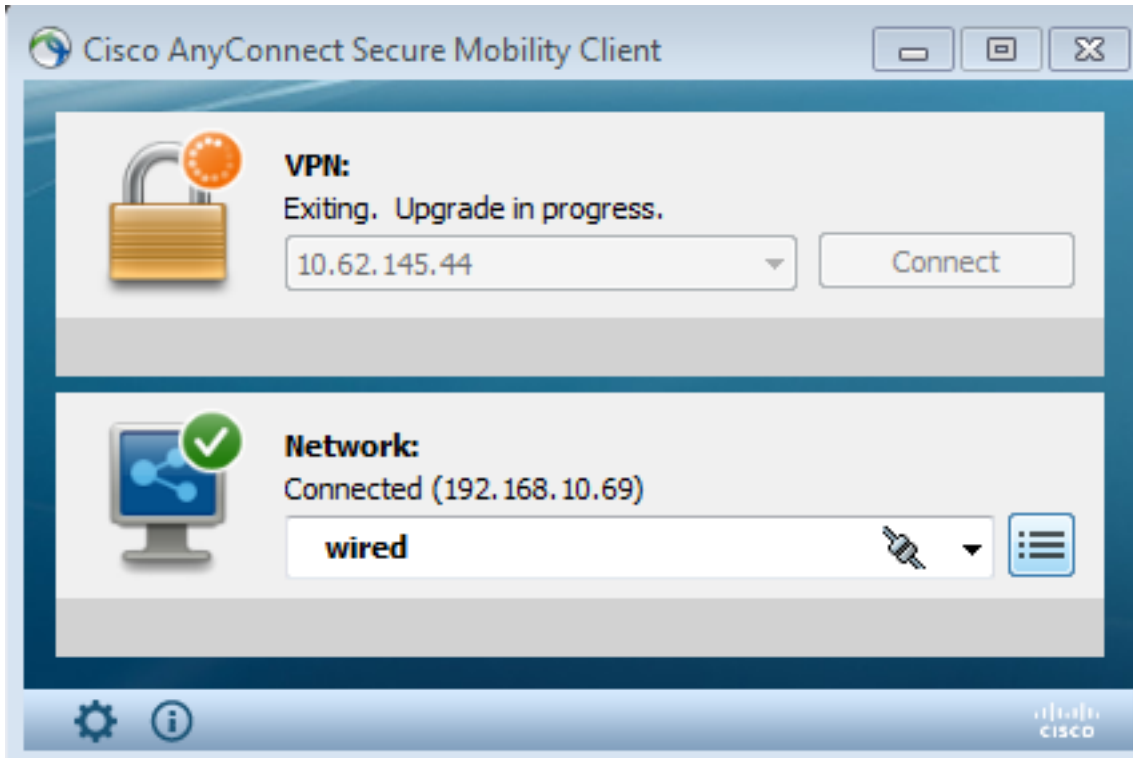 Cisco AnyConnect Secure Mobility Client
VPN:
Exiting.  Upgrade in progress.
10.62.145.44
Connect
Network:
Connected (192.168.10.69)
wired
CISCO